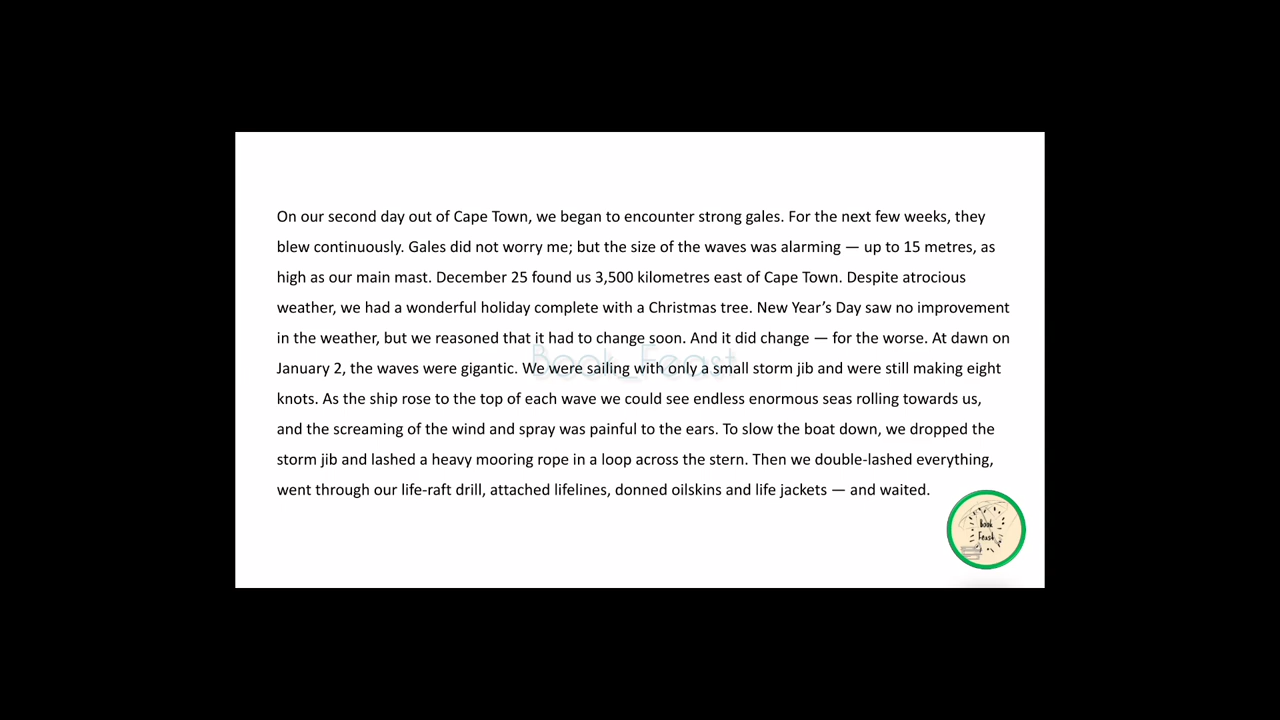 On our second day out of Cape Town, we began to encounter strong gales. For the next few weeks, they
blew continuously. Gales did not worry me; but the size of the waves was alarming — up to 15 metres, as
high as our main mast. December 25 found us 3,500 kilometres east of Cape Town. Despite atrocious
weather, we had a wonderful holiday complete with a Christmas tree. New Year’s Day saw no improvement
in the weather, but we reasoned that it had to change soon. And it did change — for the worse. At dawn on
January 2, the waves were gigantic. We were sailing with only a small storm jib and were still making eight
knots. As the ship rose to the top of each wave we could see endless enormous seas rolling towards us,
and the screaming of the wind and spray was painful to the ears. To slow the boat down, we dropped the
storm jib and lashed a heavy mooring rope in a loop across the stern. Then we double-lashed everything,
went through our life-raft drill, attached lifelines, donned oilskins and life jackets — and waited.
Book_Feast
Book
Feast